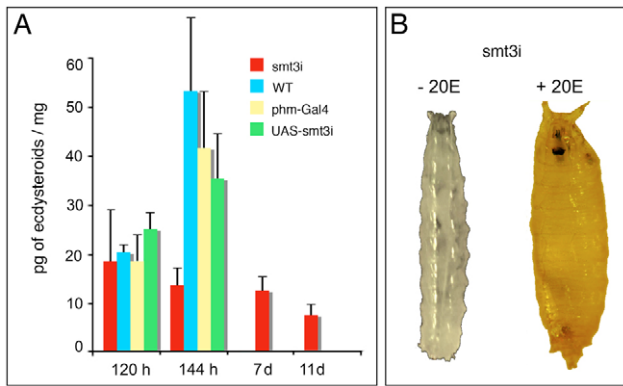 A
smt3i
WT
phm-Gal4
UAS-smt3i
pg of ecdysteroids / mg
60
50
40
30
20
10
0
120 h
144 h
7d
11d
B
smt3i
- 20E
+ 20E